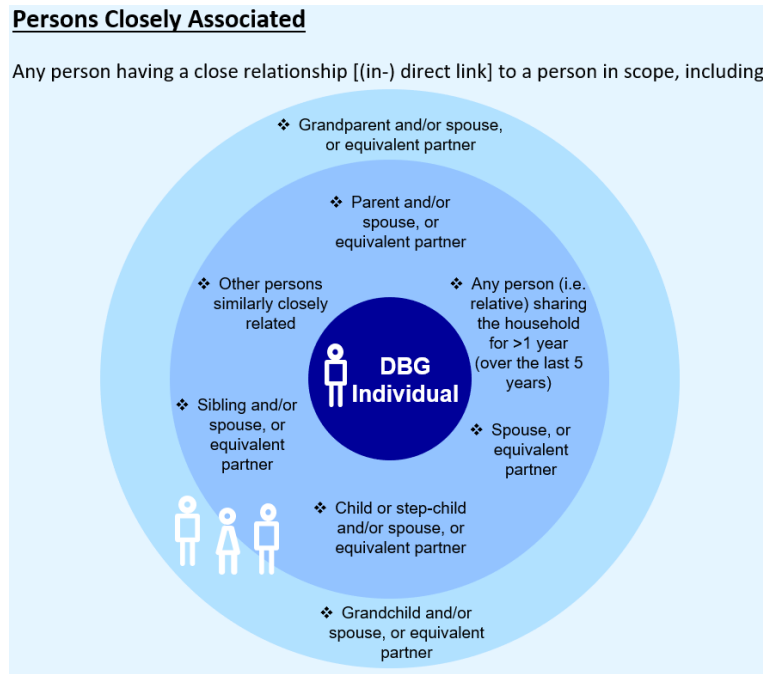 Persons Closely Associated
Any person having a close relationship [(in-) direct link] to a person in scope, including
❖ Grandparent and/or spouse,
or equivalent partner
❖ Parent and/or
spouse, or
equivalent partner
❖ Other persons
similarly closely
related
❖ Any person (i.e.
relative) sharing
the household
for >1 year
(over the last 5
years)
DBG
Individual
❖ Sibling and/or
spouse, or
equivalent
partner
❖ Spouse, or
equivalent
partner
❖ Child or step-child
and/or spouse, or
equivalent partner
❖ Grandchild and/or
spouse, or equivalent
partner